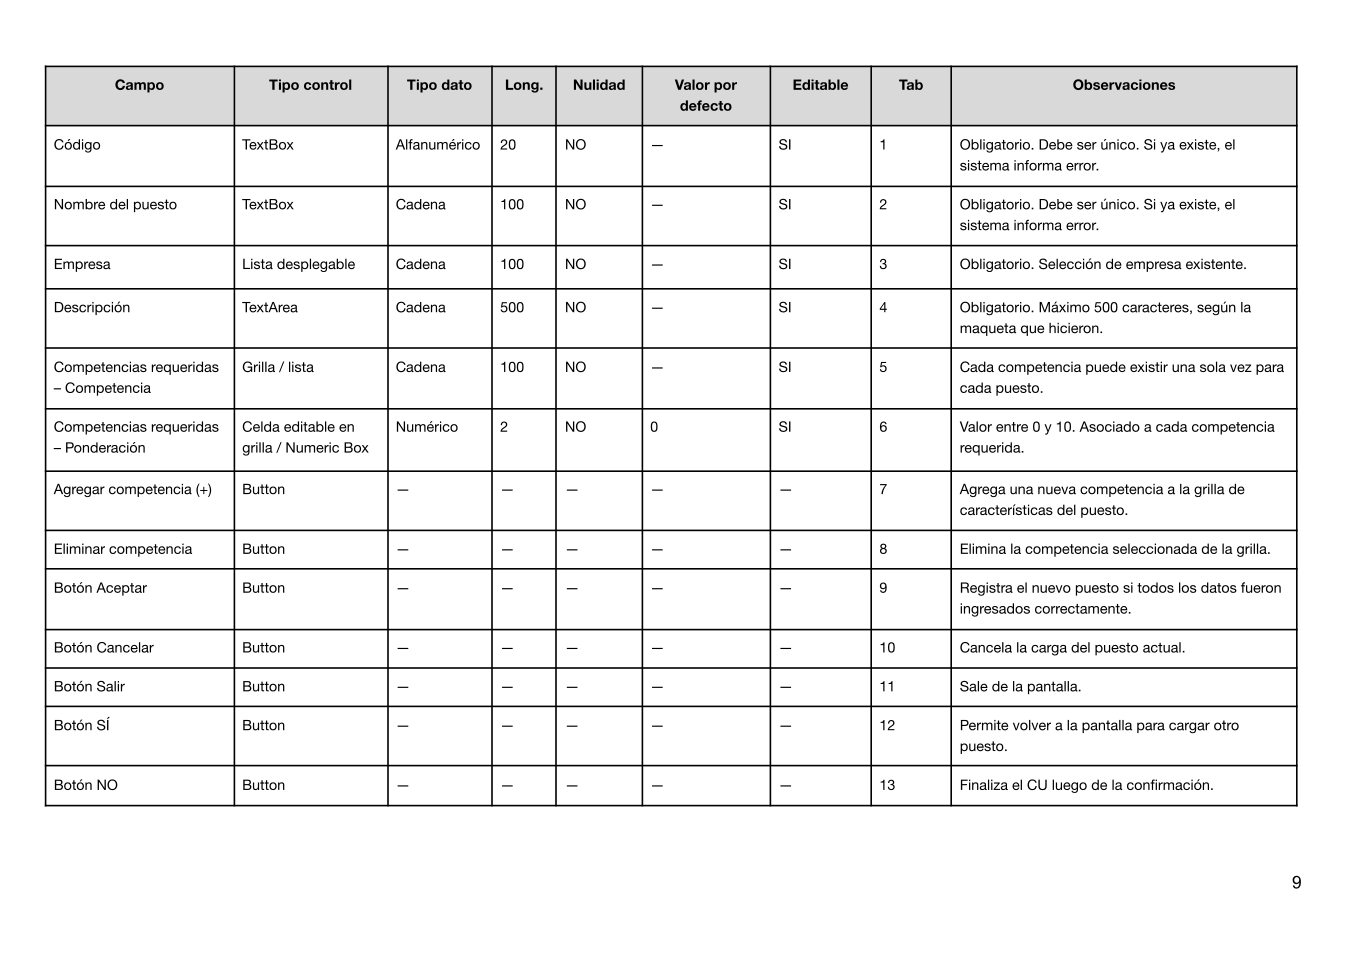 Campo Tipo control Tipo dato Long. Nulidad Valor por defecto Editable Tab Observaciones
Código TextBox Alfanumérico 20 NO — SI 1 Obligatorio. Debe ser único. Si ya existe, el
sistema informa error.
Nombre del puesto TextBox Cadena 100 NO — SI 2 Obligatorio. Debe ser único. Si ya existe, el
sistema informa error.
Empresa Lista desplegable Cadena 100 NO — SI 3 Obligatorio. Selección de empresa existente.
Descripción TextArea Cadena 500 NO — SI 4 Obligatorio. Máximo 500 caracteres, según la
maqueta que hicieron.
Competencias requeridas Grilla / lista Cadena 100 NO — SI 5 Cada competencia puede existir una sola vez para
– Competencia cada puesto.
Competencias requeridas Celda editable en Numérico 2 NO 0 SI 6 Valor entre 0 y 10. Asociado a cada competencia
– Ponderación grilla / Numeric Box requerida.
Agregar competencia (+) Button — — — — — 7 Agrega una nueva competencia a la grilla de
características del puesto.
Eliminar competencia Button — — — — — 8 Elimina la competencia seleccionada de la grilla.
Botón Aceptar Button — — — — — 9 Registra el nuevo puesto si todos los datos fueron
ingresados correctamente.
Botón Cancelar Button — — — — — 10 Cancela la carga del puesto actual.
Botón Salir Button — — — — — 11 Sale de la pantalla.
Botón SÍ Button — — — — — 12 Permite volver a la pantalla para cargar otro
puesto.
Botón NO Button — — — — — 13 Finaliza el CU luego de la confirmación.
9